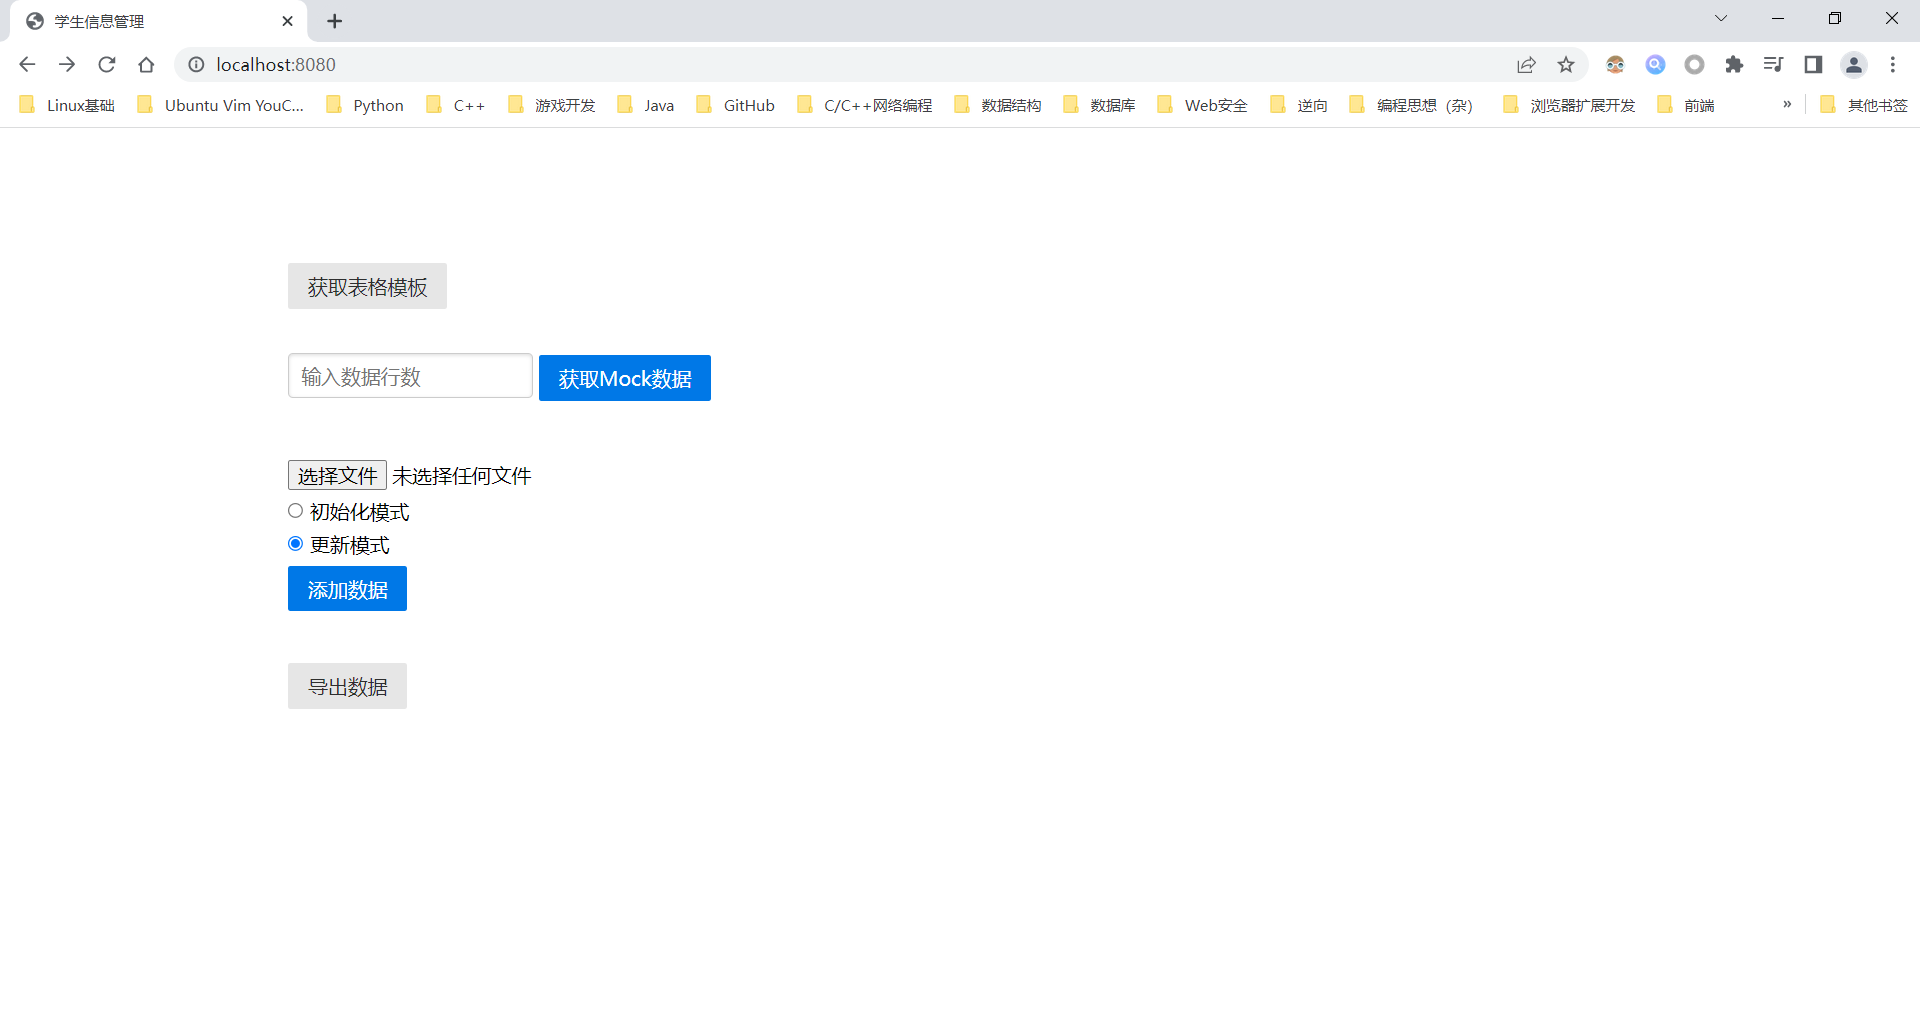 学生信息管理
localhost:8080
Linux基础 Ubuntu Vim YouC... Python C++ 游戏开发 Java GitHub C/C++网络编程 数据结构 数据库 Web安全 逆向 编程思想（杂） 浏览器扩展开发 前端 » 其他书签
获取表格模板
输入数据行数 获取Mock数据
选择文件 未选择任何文件
初始化模式
更新模式
添加数据
导出数据